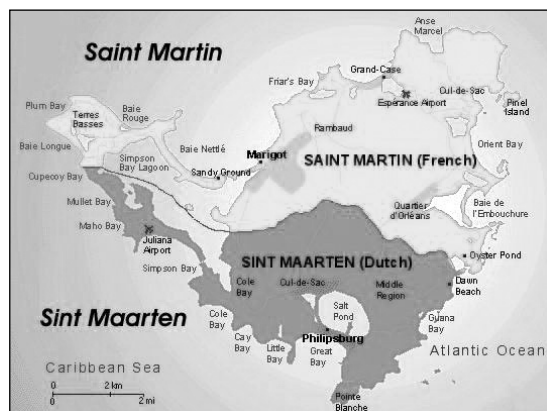 Saint Martin
Anse
Marcel
Grand-Case
Friar's Bay
Cul-de-Sac
Espérance Airport
Pinel
Island
Plum Bay
Baie
Rouge
Terres
Basses
Rambaud
Baie Nettlé
Orient Bay
Baie Longue
Marigot
SAINT MARTIN (French)
Simpson
Bay Lagoon
Sandy Ground
Cupecoy Bay
Mullet Bay
Quartier
d'Orléans
Baie de
l'Embouchure
Maho Bay
Juliana
Airport
SINT MAARTEN (Dutch)
Oyster Pond
Simpson Bay
Cole
Bay
Cul-de-Sac
Middle
Region
Dawn
Beach
Salt
Pond
Sint Maarten
Cole
Bay
Guana
Bay
Cay
Bay
Philipsburg
Little
Bay
Great
Bay
Atlantic Ocean
Caribbean Sea
0 2 km
0 2 mi
Pointe
Blanche